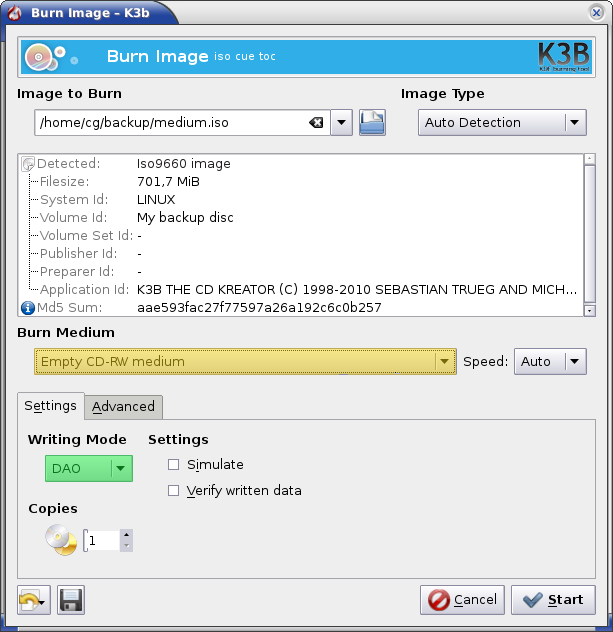 Burn Image – K3b
Burn Image iso cue toc
K3B
Image to Burn
Image Type
/home/cg/backup/medium.iso
Auto Detection
Detected: Iso9660 image
Filesize: 701,7 MiB
System Id: LINUX
Volume Id: My backup disc
Volume Set Id: -
Publisher Id: -
Preparer Id: -
Application Id: K3B THE CD KREATOR (C) 1998-2010 SEBASTIAN TRUEG AND MICH...
Md5 Sum: aae593fac27f77597a26a192c6c0b257
Burn Medium
Empty CD-RW medium
Speed: Auto
Settings Advanced
Writing Mode
Settings
DAO
Simulate
Verify written data
Copies
1
Cancel
Start